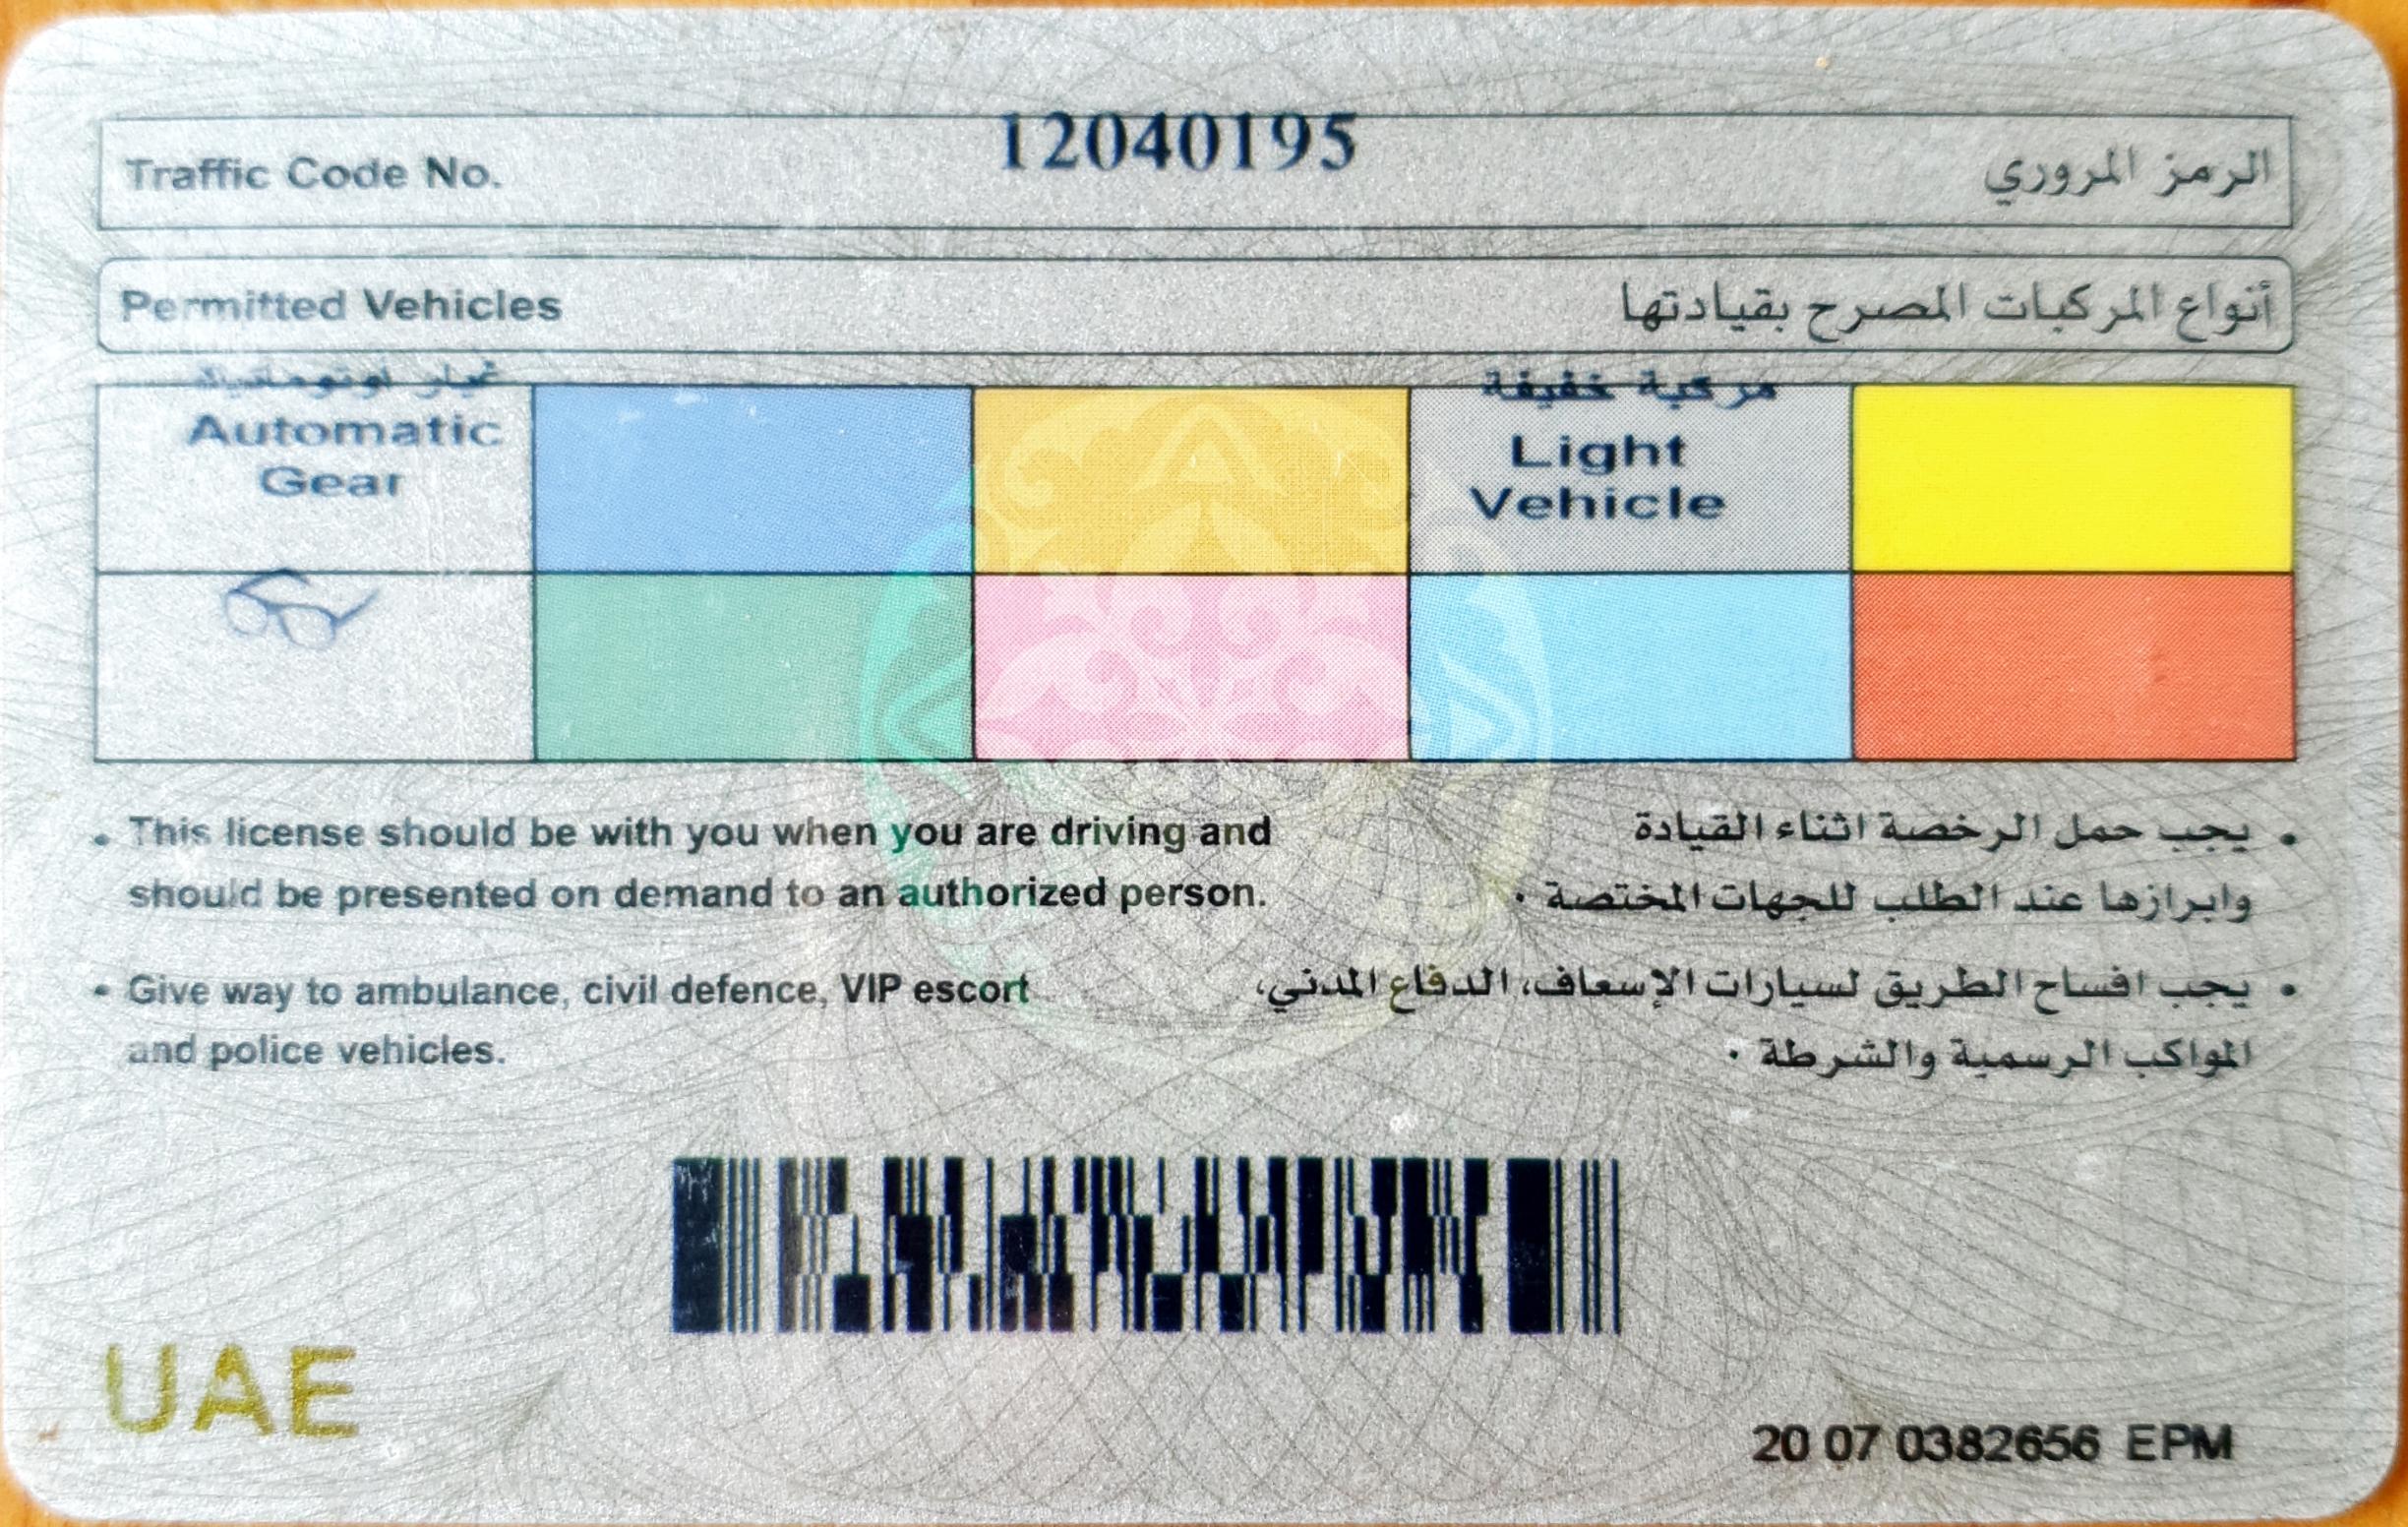 12040195
Traffic Code No. الرمز المروري
Permitted Vehicles أنواع المركبات المصرح بقيادتها
غيار أوتوماتيك مركبة خفيفة
Automatic Light
Gear Vehicle
• This license should be with you when you are driving and
should be presented on demand to an authorized person.
• يجب حمل الرخصة اثناء القيادة
وابرازها عند الطلب للجهات المختصة .
• Give way to ambulance, civil defence, VIP escort
and police vehicles.
• يجب افساح الطريق لسيارات الإسعاف، الدفاع المدني،
المواكب الرسمية والشرطة .
UAE
20 07 0382656 EPM